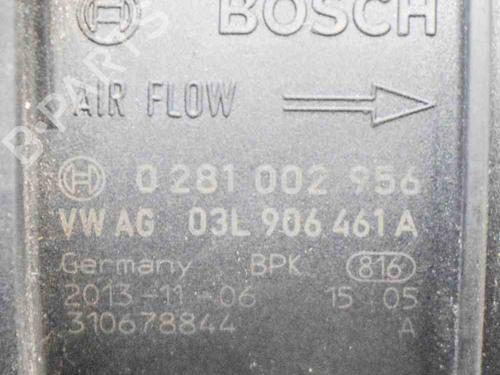 BOSCH
AIR FLOW
0 281 002 956
VW AG 03L 906 461 A
Germany BPK 816
2013-11-06 15:05
310678844 A
B-PARTS